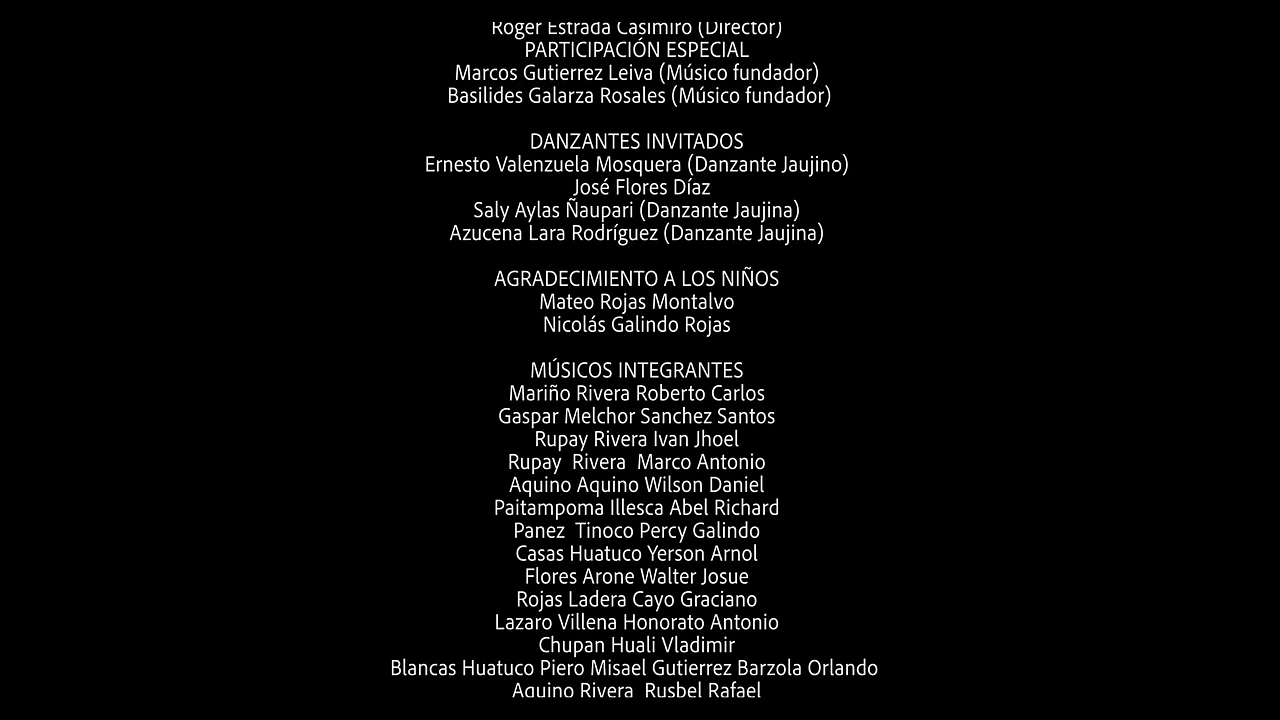 Roger Estrada Casimiro (Director)
PARTICIPACIÓN ESPECIAL
Marcos Gutierrez Leiva (Músico fundador)
Basilides Galarza Rosales (Músico fundador)
DANZANTES INVITADOS
Ernesto Valenzuela Mosquera (Danzante Jaujino)
José Flores Díaz
Saly Aylas Ñaupari (Danzante Jaujina)
Azucena Lara Rodríguez (Danzante Jaujina)
AGRADECIMIENTO A LOS NIÑOS
Mateo Rojas Montalvo
Nicolás Galindo Rojas
MÚSICOS INTEGRANTES
Mariño Rivera Roberto Carlos
Gaspar Melchor Sanchez Santos
Rupay Rivera Ivan Jhoel
Rupay  Rivera  Marco Antonio
Aquino Aquino Wilson Daniel
Paitampoma Illesca Abel Richard
Panez  Tinoco Percy Galindo
Casas Huatuco Yerson Arnol
Flores Arone Walter Josue
Rojas Ladera Cayo Graciano
Lazaro Villena Honorato Antonio
Chupan Huali Vladimir
Blancas Huatuco Piero Misael Gutierrez Barzola Orlando
Aquino Rivera  Rusbel Rafael